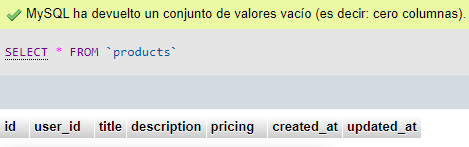 MySQL ha devuelto un conjunto de valores vacío (es decir: cero columnas).
SELECT * FROM `products`
id user_id title description pricing created_at updated_at